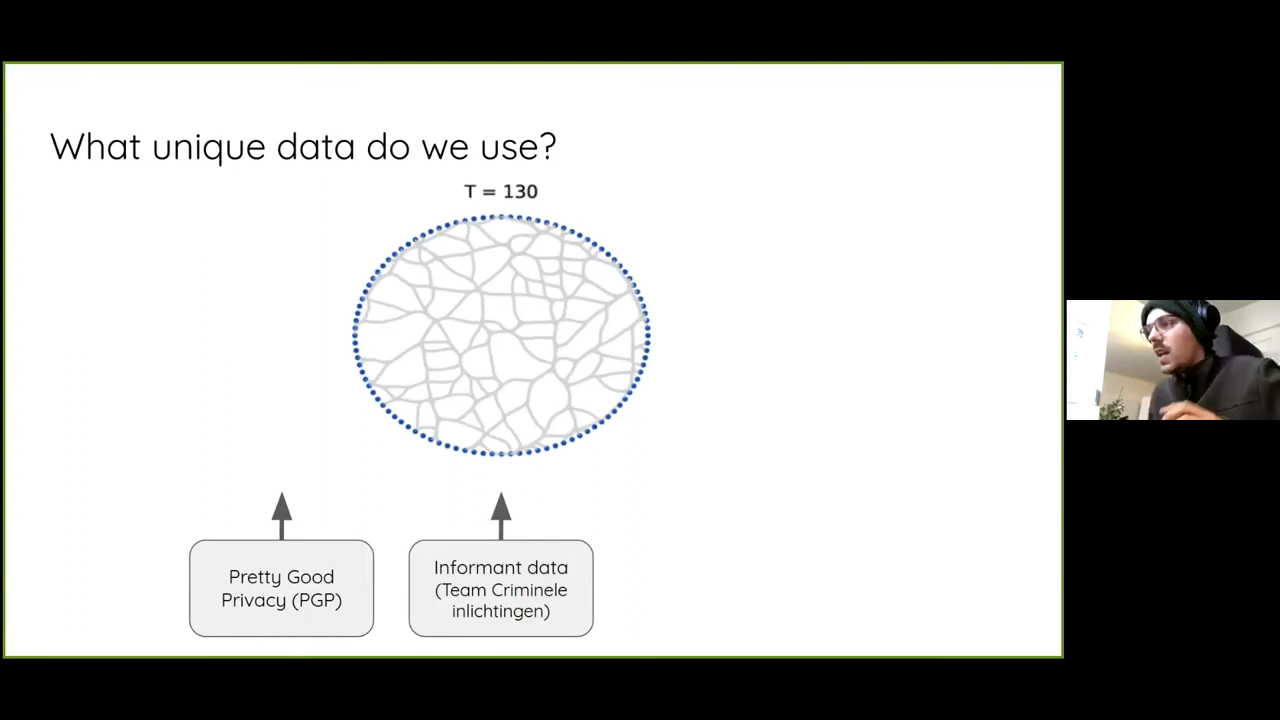 What unique data do we use?
T = 130
Pretty Good
Privacy (PGP)
Informant data
(Team Criminele
inlichtingen)